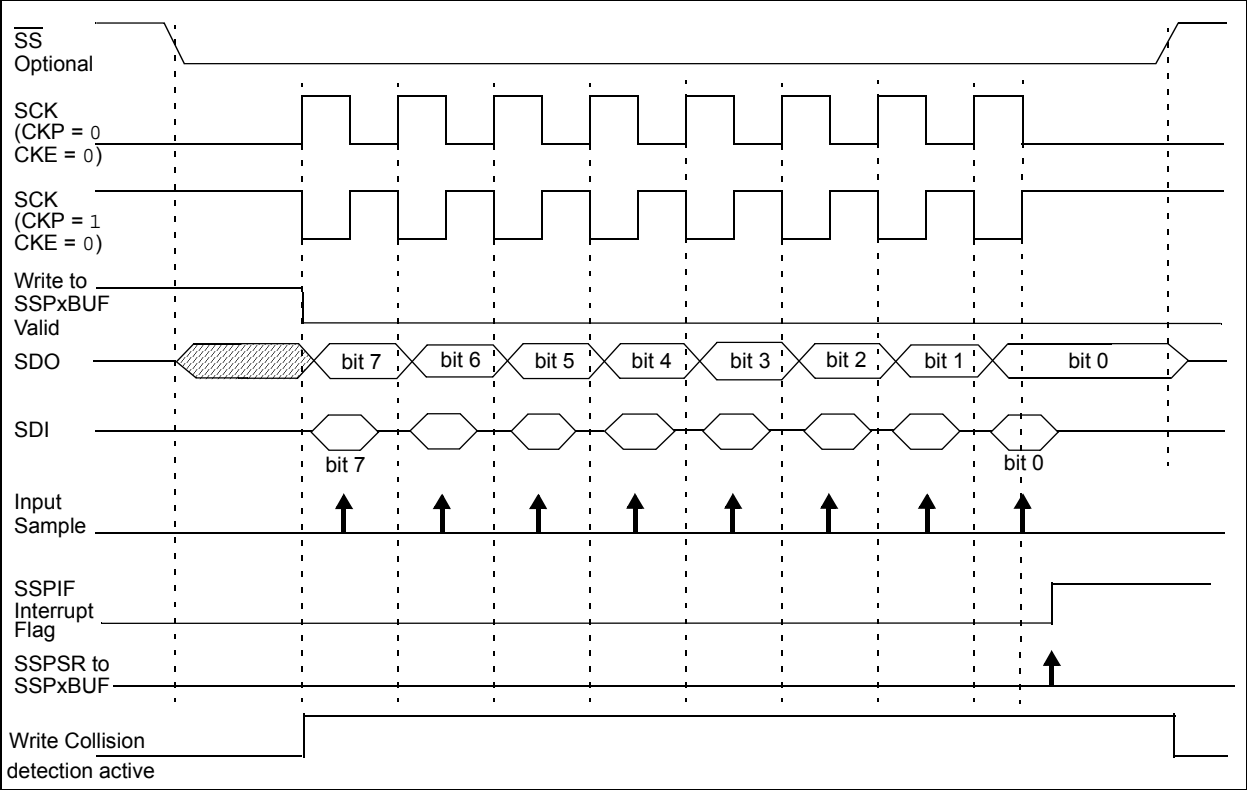 SS
Optional
SCK
(CKP = 0
CKE = 0)
SCK
(CKP = 1
CKE = 0)
Write to
SSPxBUF
Valid
SDO
bit 7
bit 6
bit 5
bit 4
bit 3
bit 2
bit 1
bit 0
SDI
bit 7
bit 0
Input
Sample
SSPIF
Interrupt
Flag
SSPSR to
SSPxBUF
Write Collision
detection active